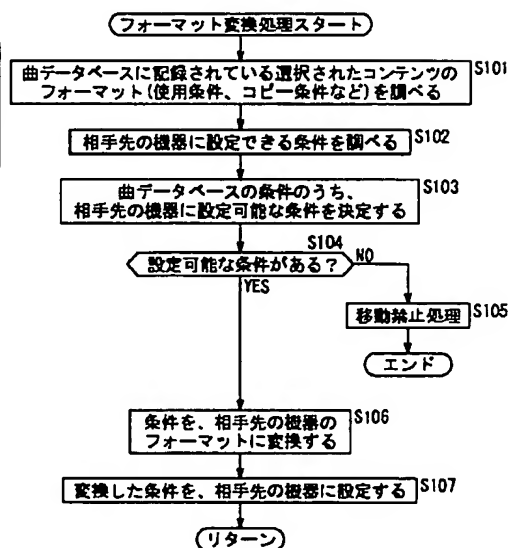 フォーマット変換処理スタート
S101
曲データベースに記録されている選択されたコンテンツの
フォーマット(使用条件、コピー条件など)を調べる
相手先の機器に設定できる条件を調べる S102
S103
曲データベースの条件のうち、
相手先の機器に設定可能な条件を決定する
S104
設定可能な条件がある？ NO
YES
移動禁止処理 S105
エンド
条件を、相手先の機器の S106
フォーマットに変換する
変換した条件を、相手先の機器に設定する S107
リターン